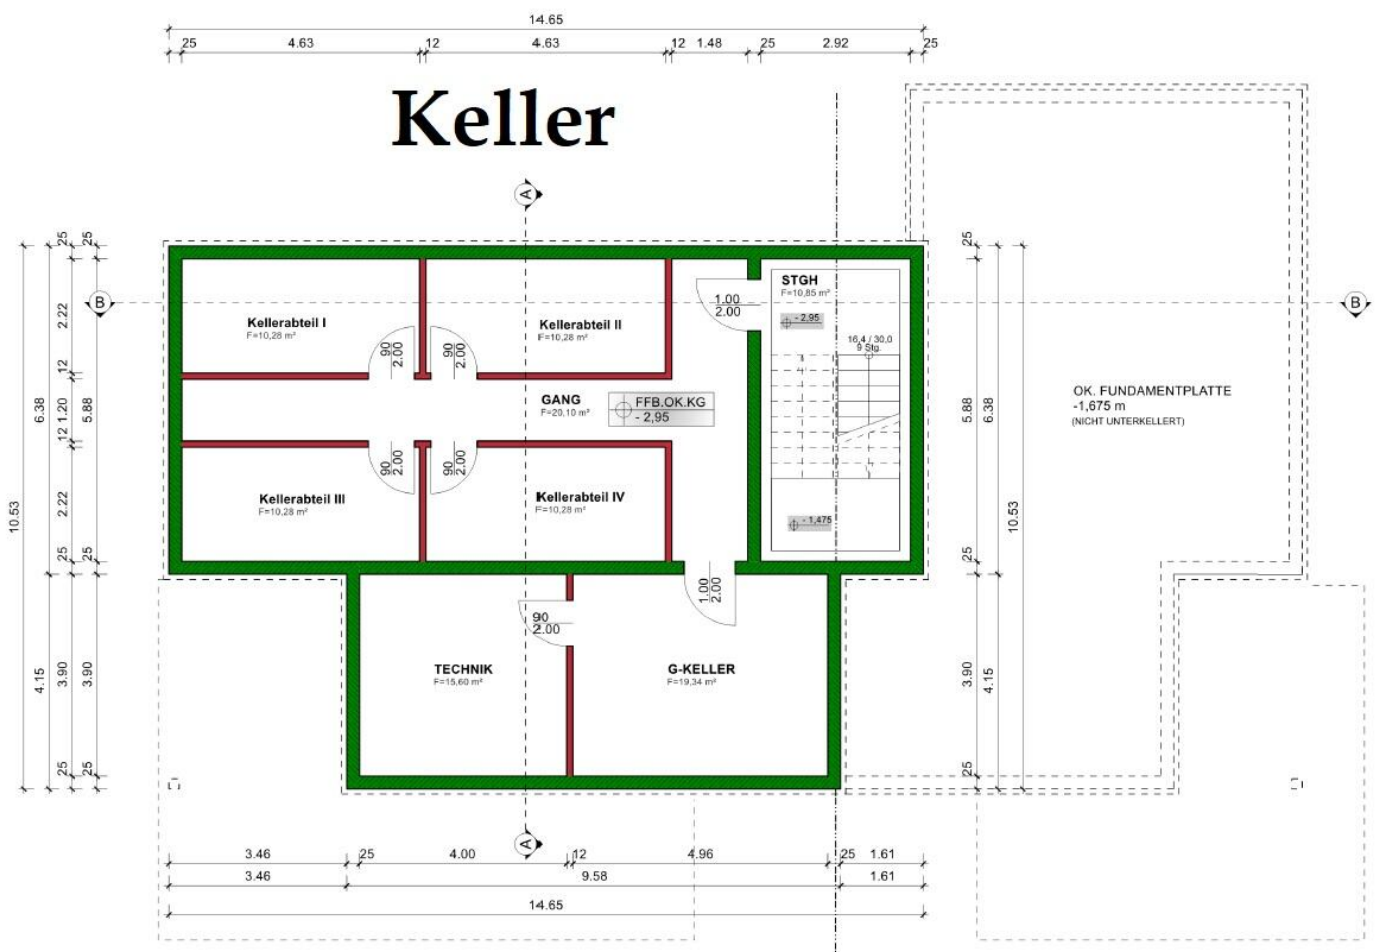 14.65
25 4.63 12 4.63 12 1.48 25 2.92 25
Keller
A
25 25
B
2.22
12
1.20
12
2.22
25 25
5.88
6.38
10.53
4.15
3.90
3.90
25 25
Kellerabteil I
F=10,28 m²
90
2.00
90
2.00
Kellerabteil II
F=10,28 m²
1.00
2.00
STGH
F=10,85 m²
- 2,95
16,4 / 30,0
9 Stg.
GANG
F=20,10 m²
FFB.OK.KG
- 2,95
Kellerabteil III
F=10,28 m²
90
2.00
90
2.00
Kellerabteil IV
F=10,28 m²
- 1,475
1.00
2.00
90
2.00
TECHNIK
F=15,60 m²
G-KELLER
F=19,34 m²
25
5.88
6.38
25
10.53
3.90
4.15
25
B
OK. FUNDAMENTPLATTE
-1,675 m
(NICHT UNTERKELLERT)
A
3.46 25 4.00 12 4.96 25 1.61
3.46 9.58 1.61
14.65